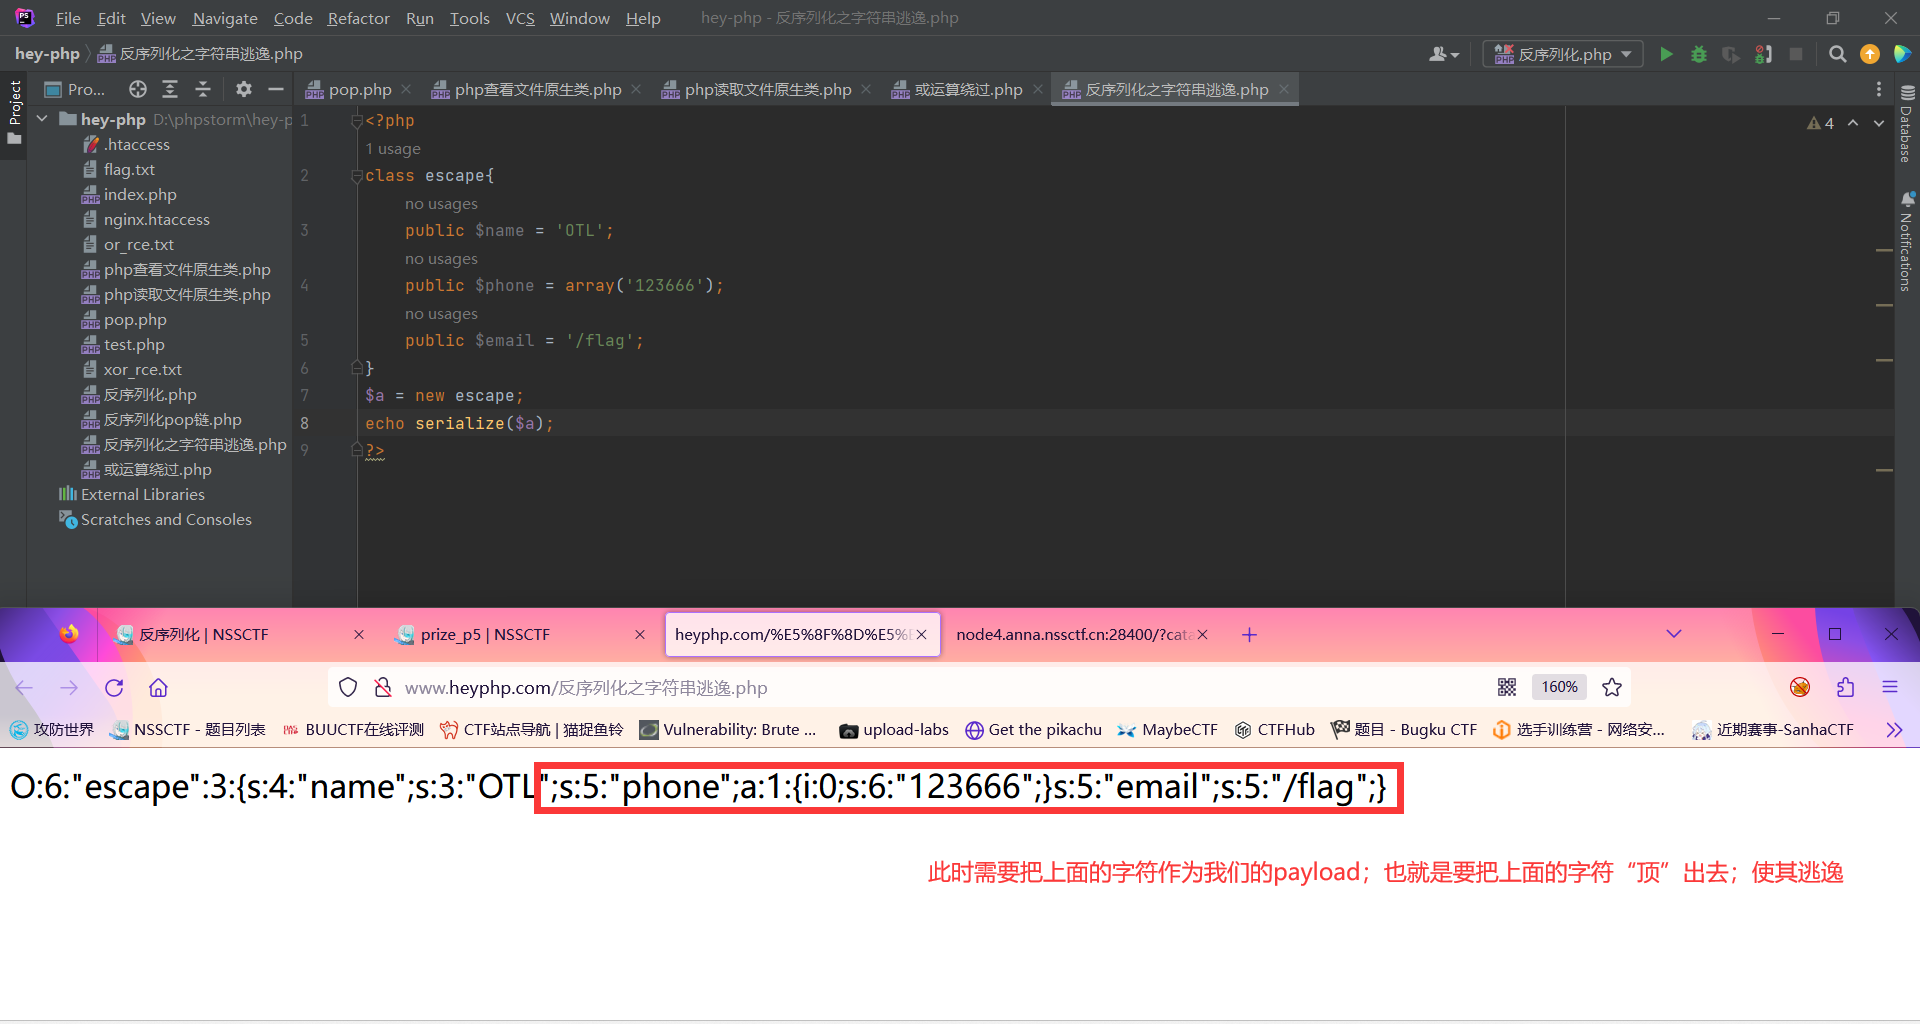 File Edit View Navigate Code Refactor Run Tools VCS Window Help hey-php - 反序列化之字符串逃逸.php
hey-php 反序列化之字符串逃逸.php 反序列化.php
Project
Pro... pop.php php查看文件原生类.php php读取文件原生类.php 或运算绕过.php 反序列化之字符串逃逸.php
hey-php D:\phpstorm\hey-p
.htaccess
flag.txt
index.php
nginx.htaccess
or_rce.txt
php查看文件原生类.php
php读取文件原生类.php
pop.php
test.php
xor_rce.txt
反序列化.php
反序列化pop链.php
反序列化之字符串逃逸.php
或运算绕过.php
External Libraries
Scratches and Consoles
1 <?php
1 usage
2 class escape{
no usages
3 public $name = 'OTL';
no usages
4 public $phone = array('123666');
no usages
5 public $email = '/flag';
6 }
7 $a = new escape;
8 echo serialize($a);
9 ?>
4
Database
Notifications
反序列化 | NSSCTF prize_p5 | NSSCTF heyphp.com/%E5%8F%8D%E5% node4.anna.nssctf.cn:28400/?cata
www.heyphp.com/反序列化之字符串逃逸.php 160%
攻防世界 NSSCTF - 题目列表 BUUCTF在线评测 CTF站点导航 | 猫捉鱼铃 Vulnerability: Brute ... upload-labs Get the pikachu MaybeCTF CTFHub 题目 - Bugku CTF 选手训练营 - 网络安... 近期赛事-SanhaCTF
O:6:"escape":3:{s:4:"name";s:3:"OTL";s:5:"phone";a:1:{i:0;s:6:"123666";}s:5:"email";s:5:"/flag";}
此时需要把上面的字符作为我们的payload；也就是要把上面的字符“顶”出去；使其逃逸